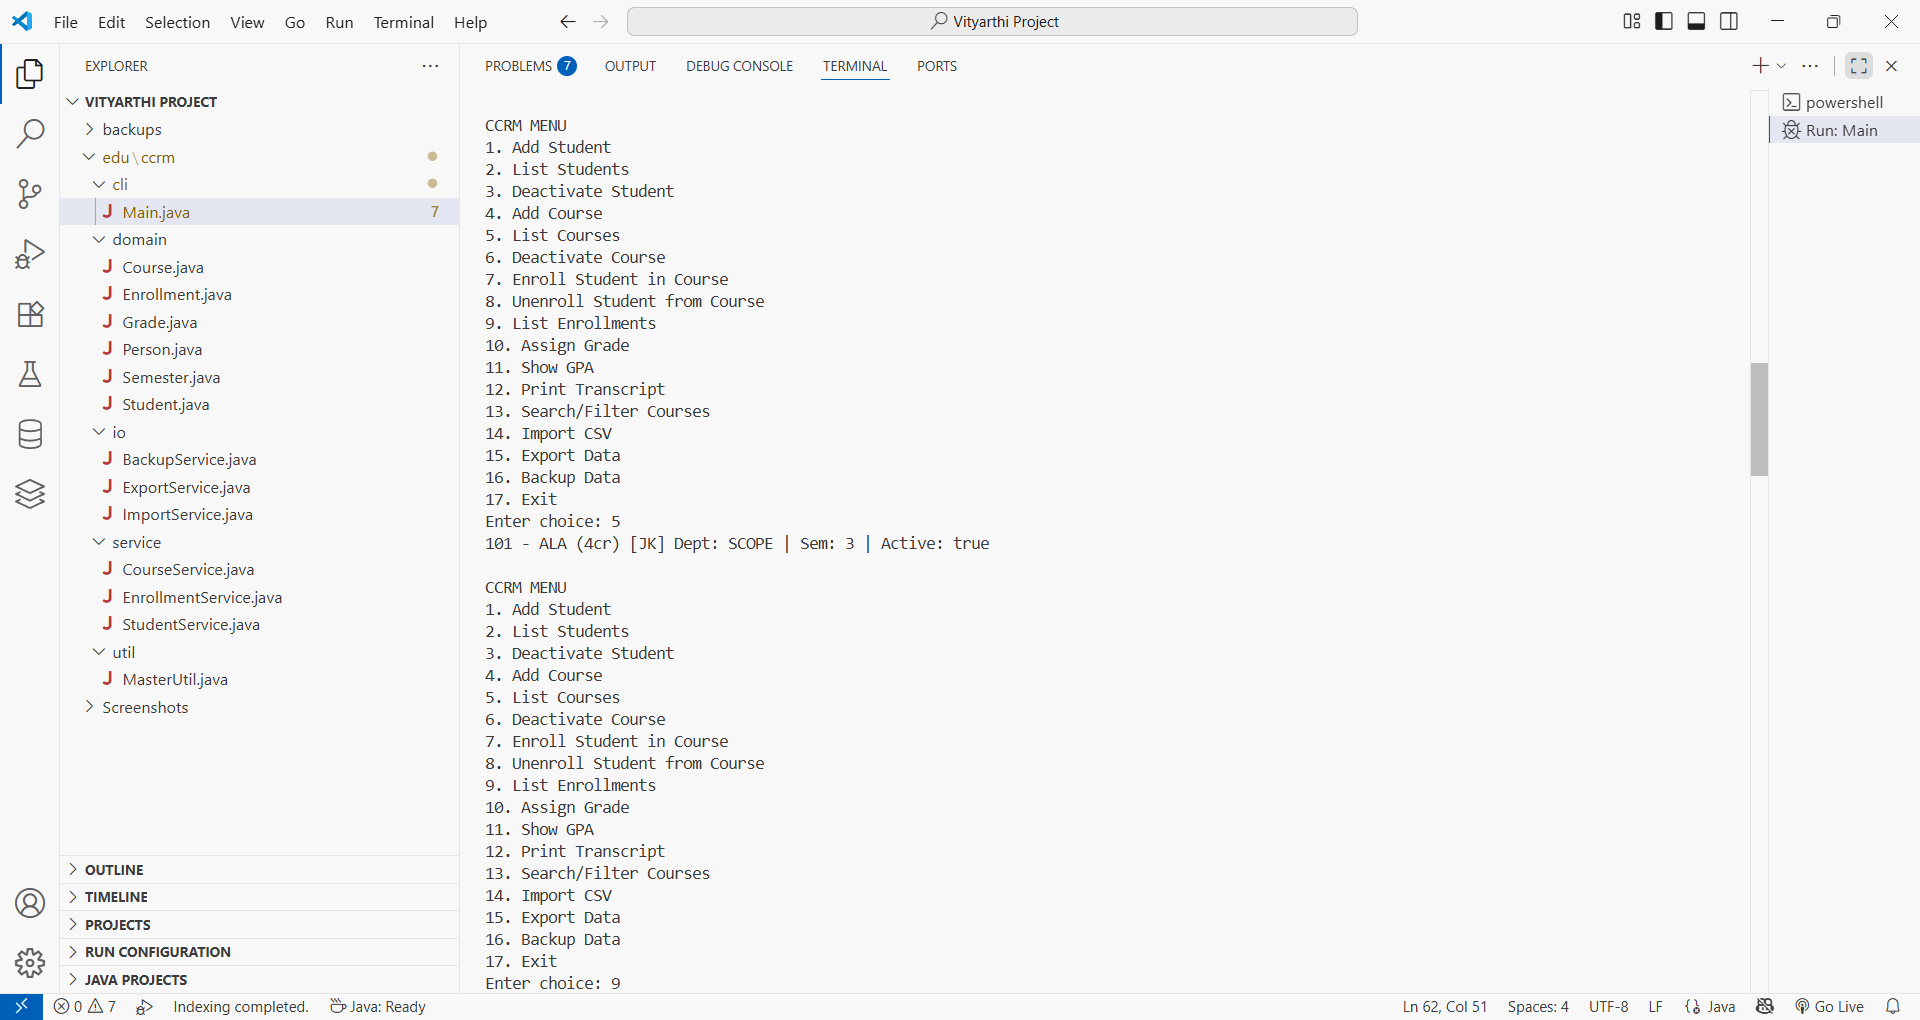 File Edit Selection View Go Run Terminal Help
Vityarthi Project
EXPLORER
VITYARTHI PROJECT
backups
edu\ccrm
cli
Main.java 7
domain
Course.java
Enrollment.java
Grade.java
Person.java
Semester.java
Student.java
io
BackupService.java
ExportService.java
ImportService.java
service
CourseService.java
EnrollmentService.java
StudentService.java
util
MasterUtil.java
Screenshots
OUTLINE
TIMELINE
PROJECTS
RUN CONFIGURATION
JAVA PROJECTS
PROBLEMS 7 OUTPUT DEBUG CONSOLE TERMINAL PORTS
CCRM MENU
1. Add Student
2. List Students
3. Deactivate Student
4. Add Course
5. List Courses
6. Deactivate Course
7. Enroll Student in Course
8. Unenroll Student from Course
9. List Enrollments
10. Assign Grade
11. Show GPA
12. Print Transcript
13. Search/Filter Courses
14. Import CSV
15. Export Data
16. Backup Data
17. Exit
Enter choice: 5
101 - ALA (4cr) [JK] Dept: SCOPE | Sem: 3 | Active: true
CCRM MENU
1. Add Student
2. List Students
3. Deactivate Student
4. Add Course
5. List Courses
6. Deactivate Course
7. Enroll Student in Course
8. Unenroll Student from Course
9. List Enrollments
10. Assign Grade
11. Show GPA
12. Print Transcript
13. Search/Filter Courses
14. Import CSV
15. Export Data
16. Backup Data
17. Exit
Enter choice: 9
powershell
Run: Main
0 7 Indexing completed. Java: Ready
Ln 62, Col 51 Spaces: 4 UTF-8 LF Java Go Live